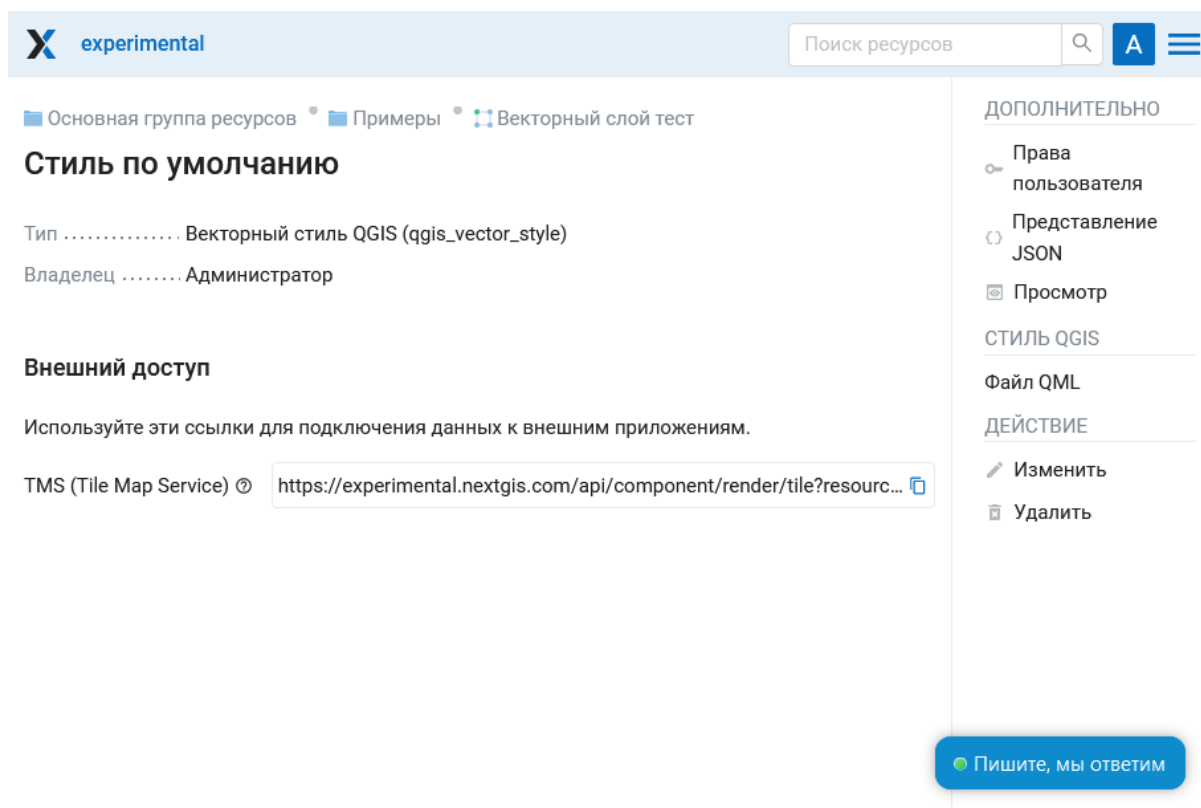 experimental
Поиск ресурсов
A
Основная группа ресурсов • Примеры • Векторный слой тест
Стиль по умолчанию
Тип ............... Векторный стиль QGIS (qgis_vector_style)
Владелец ........ Администратор
Внешний доступ
Используйте эти ссылки для подключения данных к внешним приложениям.
TMS (Tile Map Service) https://experimental.nextgis.com/api/component/render/tile?resourc...
ДОПОЛНИТЕЛЬНО
Права
пользователя
Представление
JSON
Просмотр
СТИЛЬ QGIS
Файл QML
ДЕЙСТВИЕ
Изменить
Удалить
Пишите, мы ответим